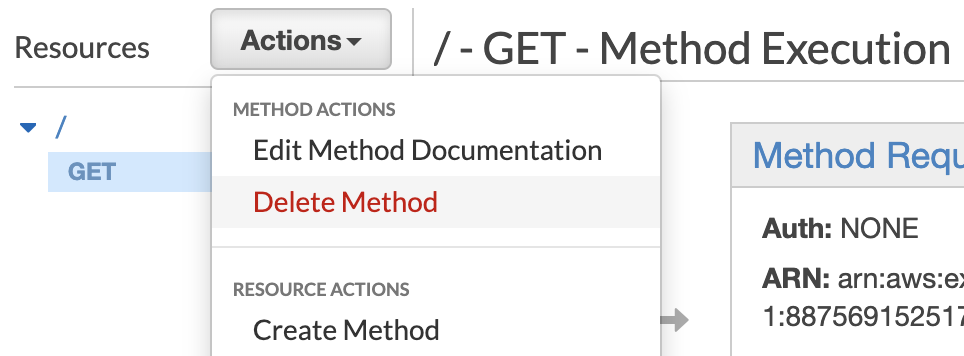 Resources
Actions
/ - GET - Method Execution
METHOD ACTIONS
Edit Method Documentation
Delete Method
RESOURCE ACTIONS
Create Method
/
GET
Method Requ
Auth: NONE
ARN: arn:aws:ex
1:887569152517